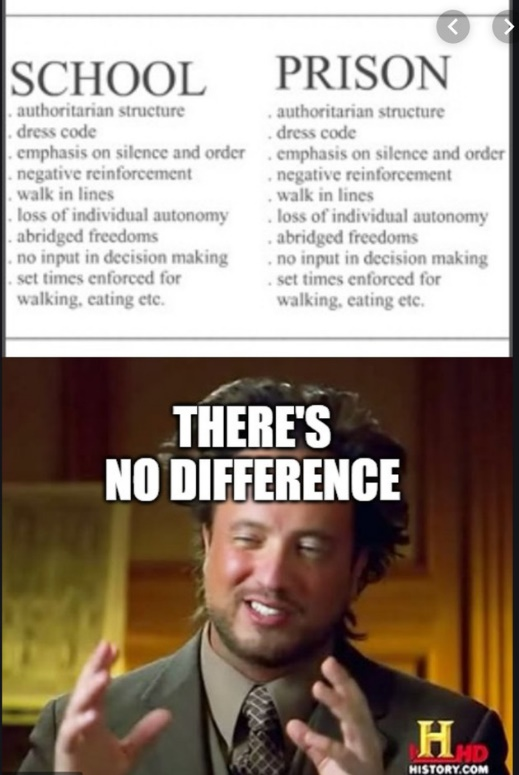 SCHOOL
. authoritarian structure
. dress code
. emphasis on silence and order
. negative reinforcement
. walk in lines
. loss of individual autonomy
. abridged freedoms
. no input in decision making
. set times enforced for
walking, eating etc.
PRISON
. authoritarian structure
. dress code
. emphasis on silence and order
. negative reinforcement
. walk in lines
. loss of individual autonomy
. abridged freedoms
. no input in decision making
. set times enforced for
walking, eating etc.
THERE'S
NO DIFFERENCE
H HD
HISTORY.COM